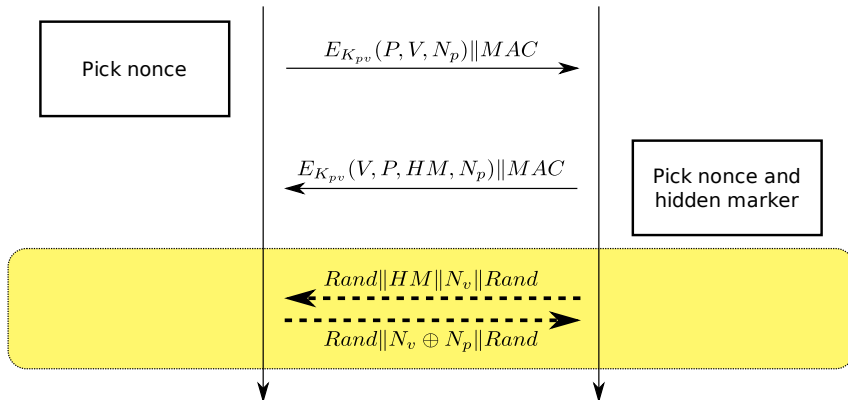 E_{K_{pv}}(P, V, N_p)‖MAC
Pick nonce
E_{K_{pv}}(V, P, HM, N_p)‖MAC
Pick nonce and
hidden marker
Rand‖HM‖N_v‖Rand
Rand‖N_v ⊕ N_p‖Rand